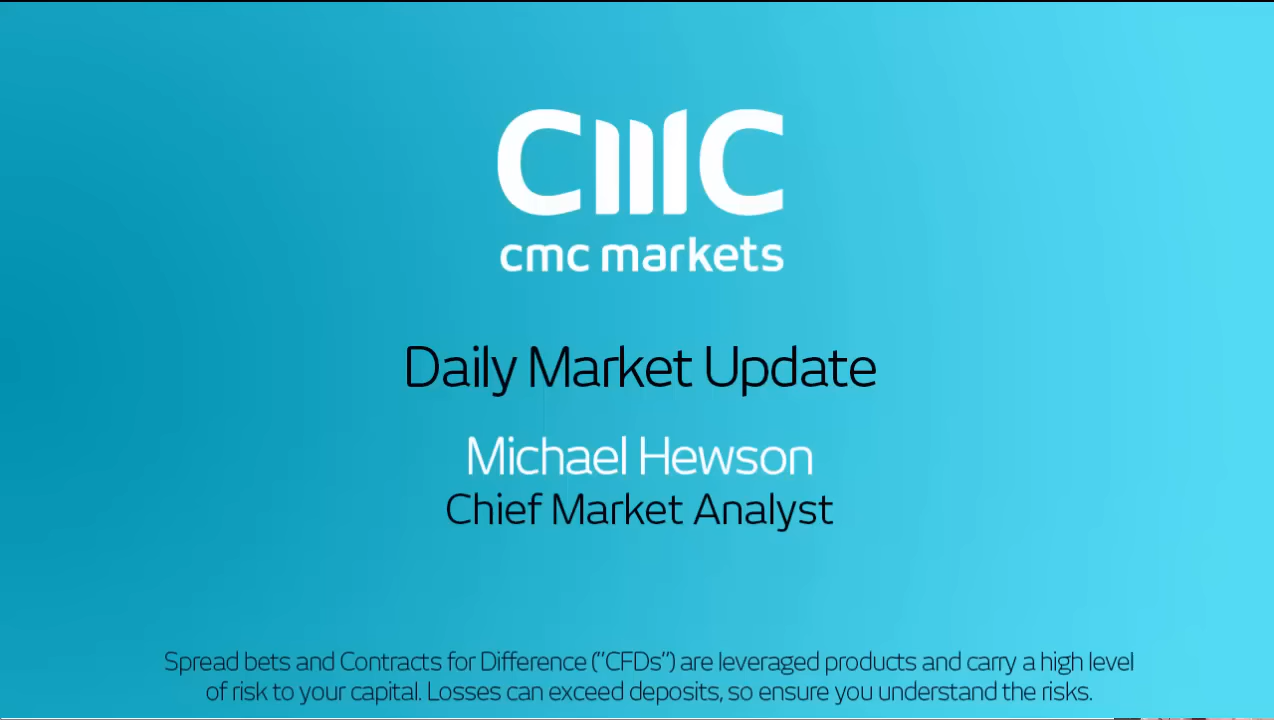 CMC
cmc markets
Daily Market Update
Michael Hewson
Chief Market Analyst
Spread bets and Contracts for Difference (“CFDs”) are leveraged products and carry a high level
of risk to your capital. Losses can exceed deposits, so ensure you understand the risks.